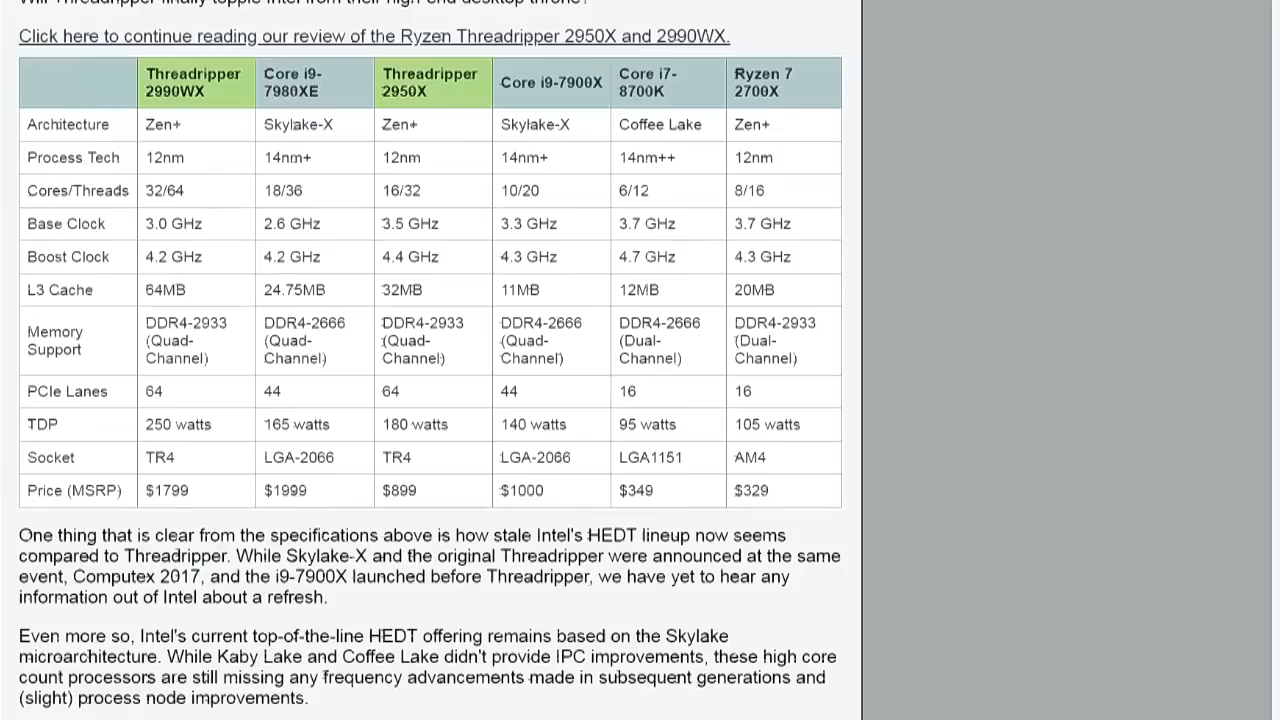 Will Threadripper finally topple Intel from their high-end desktop throne?
Click here to continue reading our review of the Ryzen Threadripper 2950X and 2990WX.
Threadripper 2990WX Core i9-7980XE Threadripper 2950X Core i9-7900X Core i7-8700K Ryzen 7 2700X
Architecture Zen+ Skylake-X Zen+ Skylake-X Coffee Lake Zen+
Process Tech 12nm 14nm+ 12nm 14nm+ 14nm++ 12nm
Cores/Threads 32/64 18/36 16/32 10/20 6/12 8/16
Base Clock 3.0 GHz 2.6 GHz 3.5 GHz 3.3 GHz 3.7 GHz 3.7 GHz
Boost Clock 4.2 GHz 4.2 GHz 4.4 GHz 4.3 GHz 4.7 GHz 4.3 GHz
L3 Cache 64MB 24.75MB 32MB 11MB 12MB 20MB
Memory Support DDR4-2933 (Quad-Channel) DDR4-2666 (Quad-Channel) DDR4-2933 (Quad-Channel) DDR4-2666 (Quad-Channel) DDR4-2666 (Dual-Channel) DDR4-2933 (Dual-Channel)
PCIe Lanes 64 44 64 44 16 16
TDP 250 watts 165 watts 180 watts 140 watts 95 watts 105 watts
Socket TR4 LGA-2066 TR4 LGA-2066 LGA1151 AM4
Price (MSRP) $1799 $1999 $899 $1000 $349 $329
One thing that is clear from the specifications above is how stale Intel's HEDT lineup now seems
compared to Threadripper. While Skylake-X and the original Threadripper were announced at the same
event, Computex 2017, and the i9-7900X launched before Threadripper, we have yet to hear any
information out of Intel about a refresh.
Even more so, Intel's current top-of-the-line HEDT offering remains based on the Skylake
microarchitecture. While Kaby Lake and Coffee Lake didn't provide IPC improvements, these high core
count processors are still missing any frequency advancements made in subsequent generations and
(slight) process node improvements.